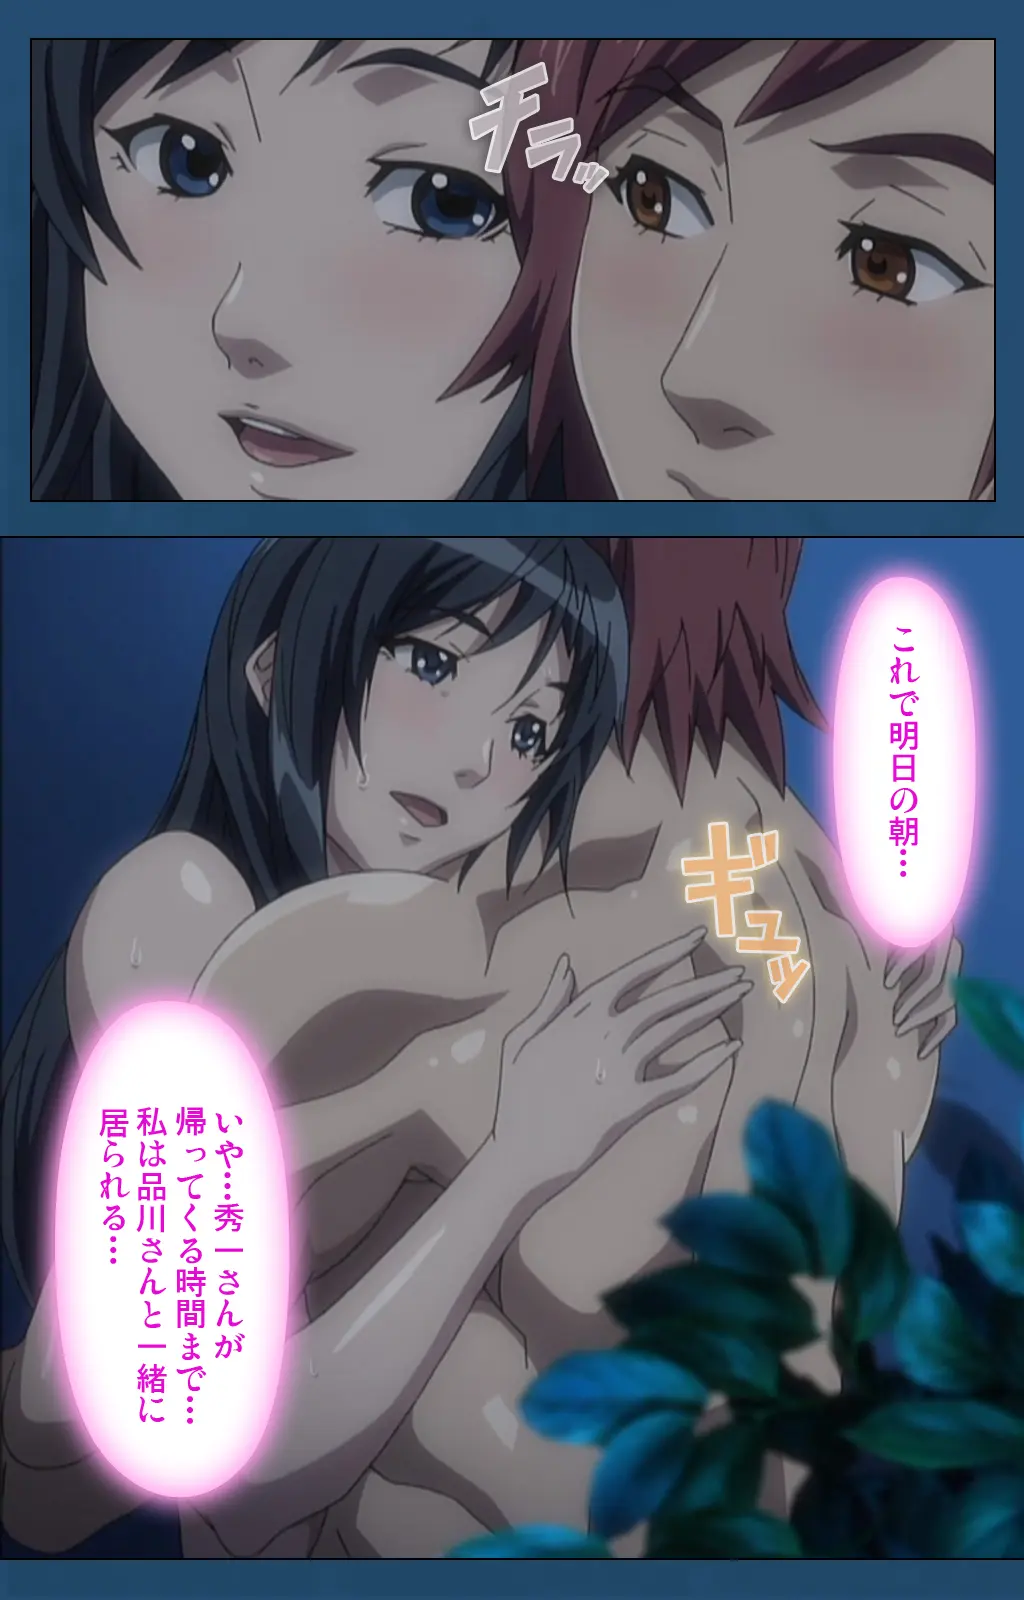 チラッ
これで明日の朝…
ギュッ
いや…秀一さんが
帰ってくる時間まで…
私は品川さんと一緒に
居られる…